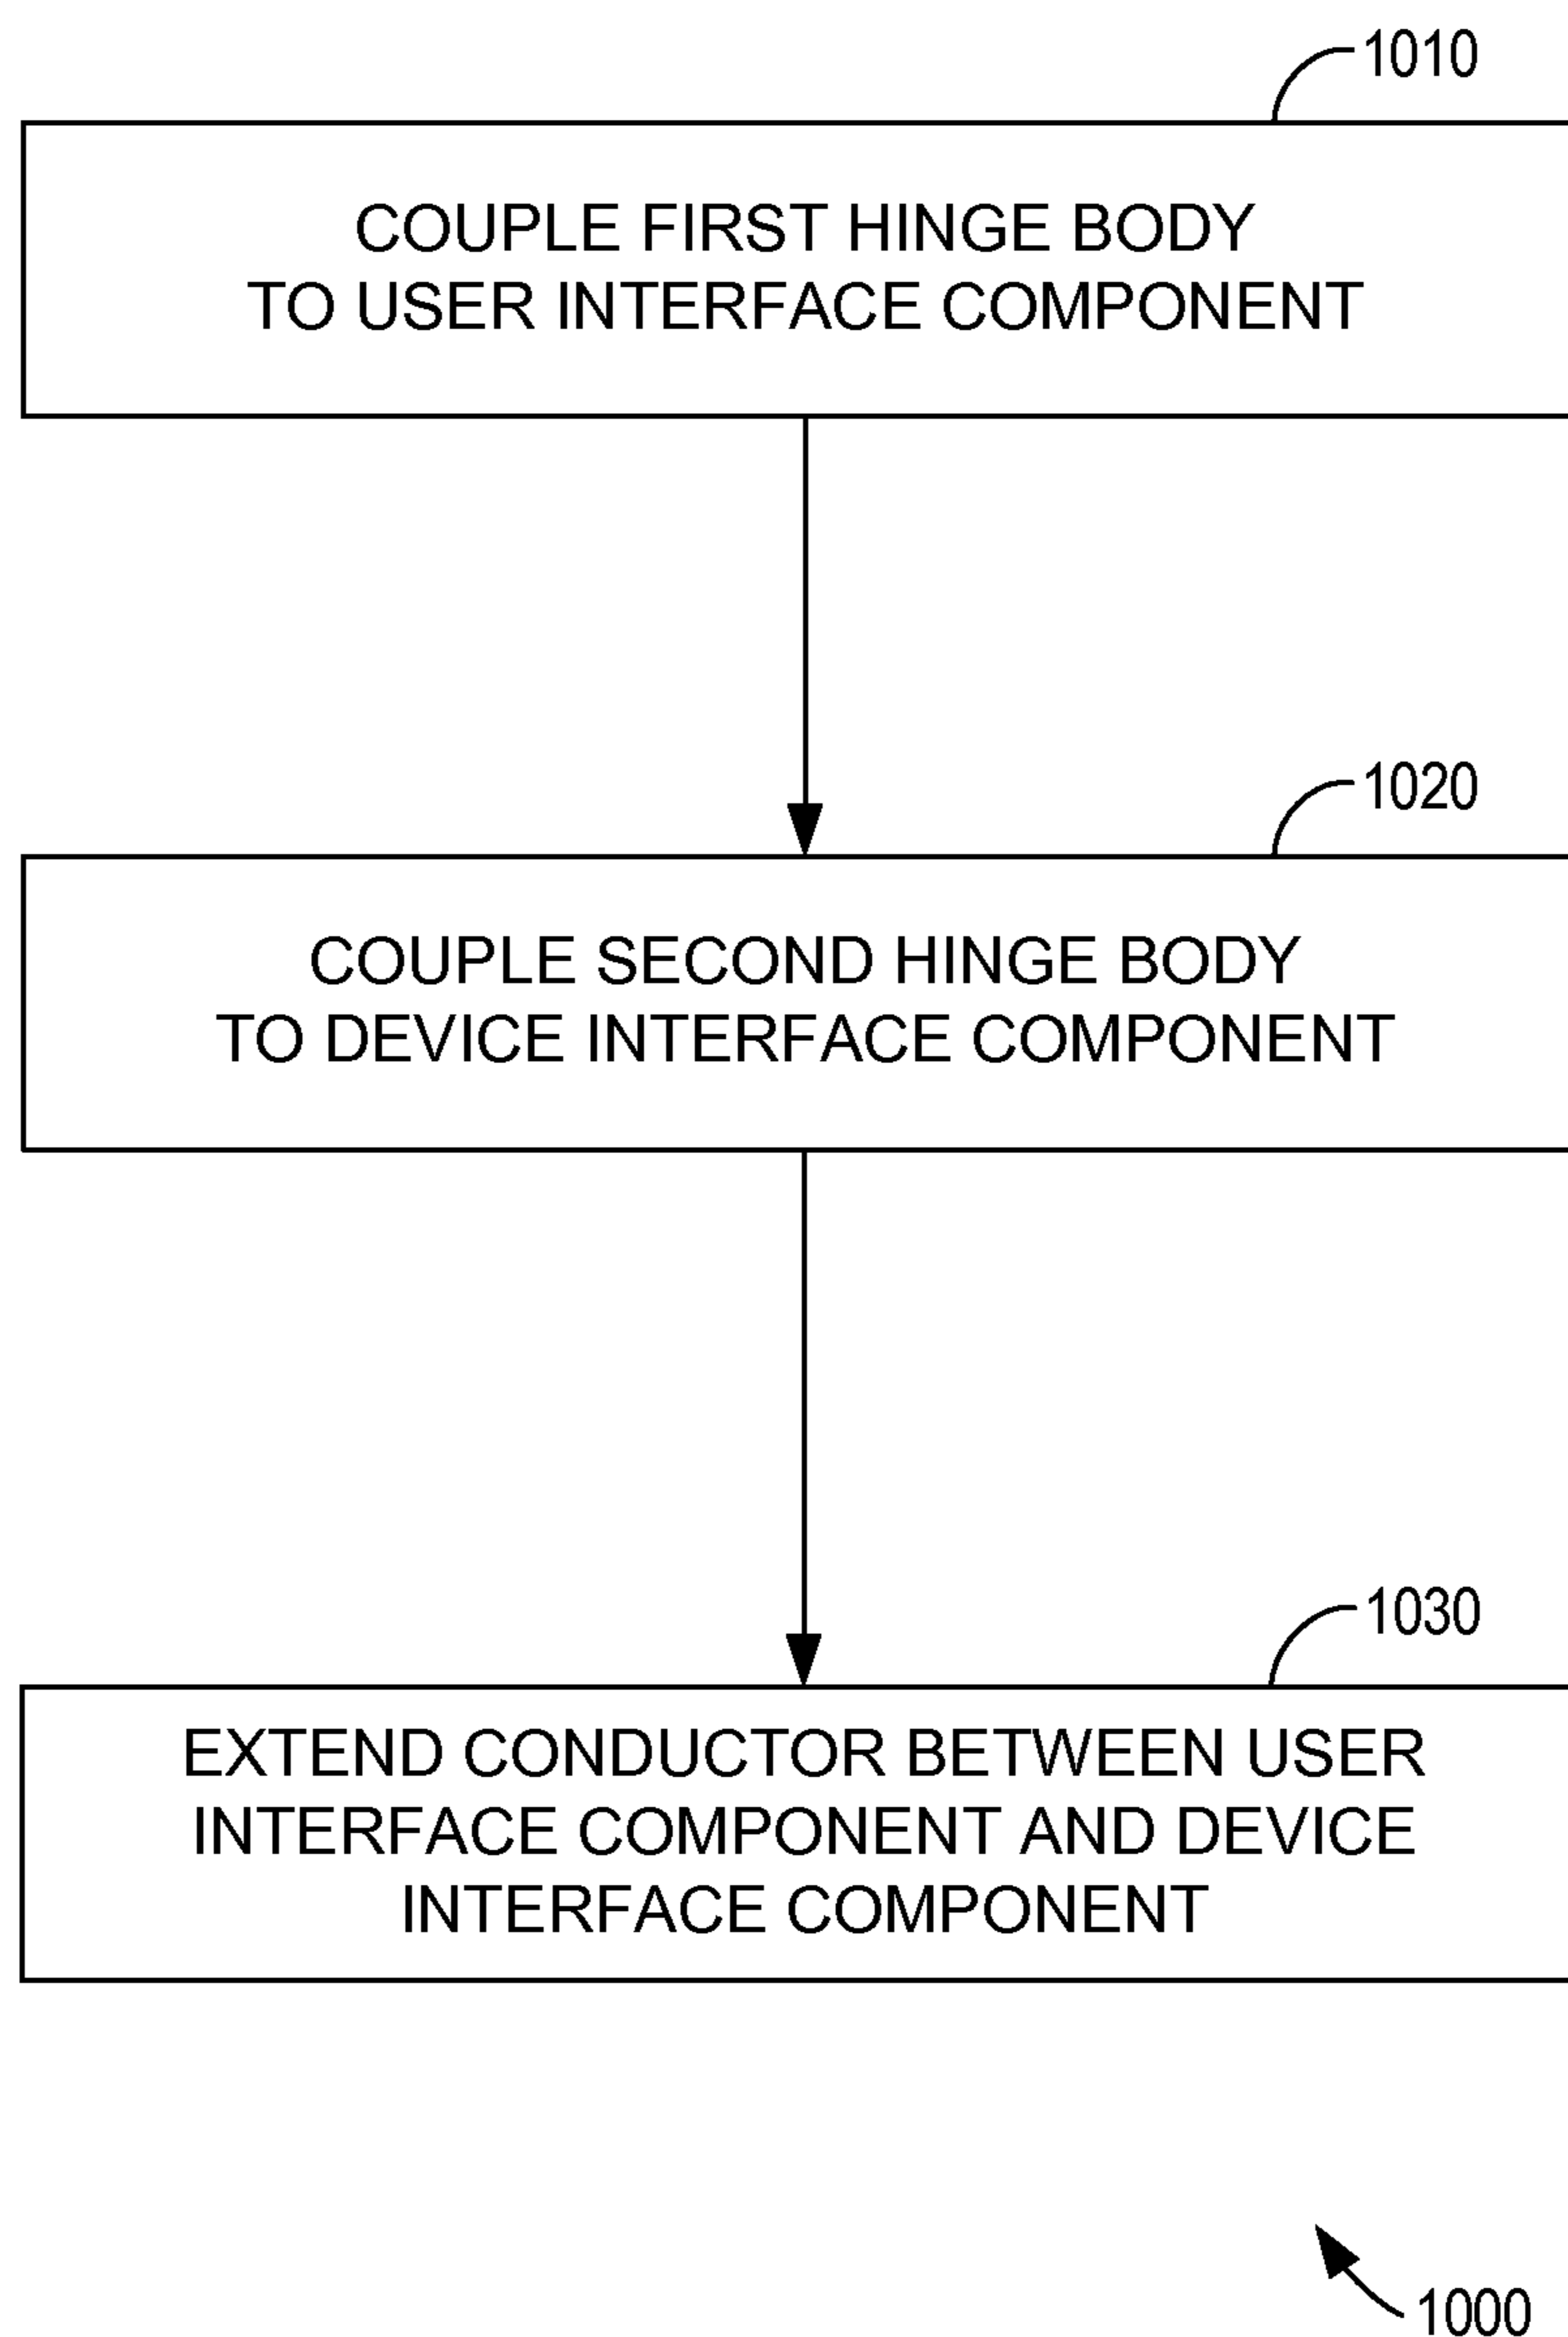 1010
COUPLE FIRST HINGE BODY
TO USER INTERFACE COMPONENT
1020
COUPLE SECOND HINGE BODY
TO DEVICE INTERFACE COMPONENT
1030
EXTEND CONDUCTOR BETWEEN USER
INTERFACE COMPONENT AND DEVICE
INTERFACE COMPONENT
1000